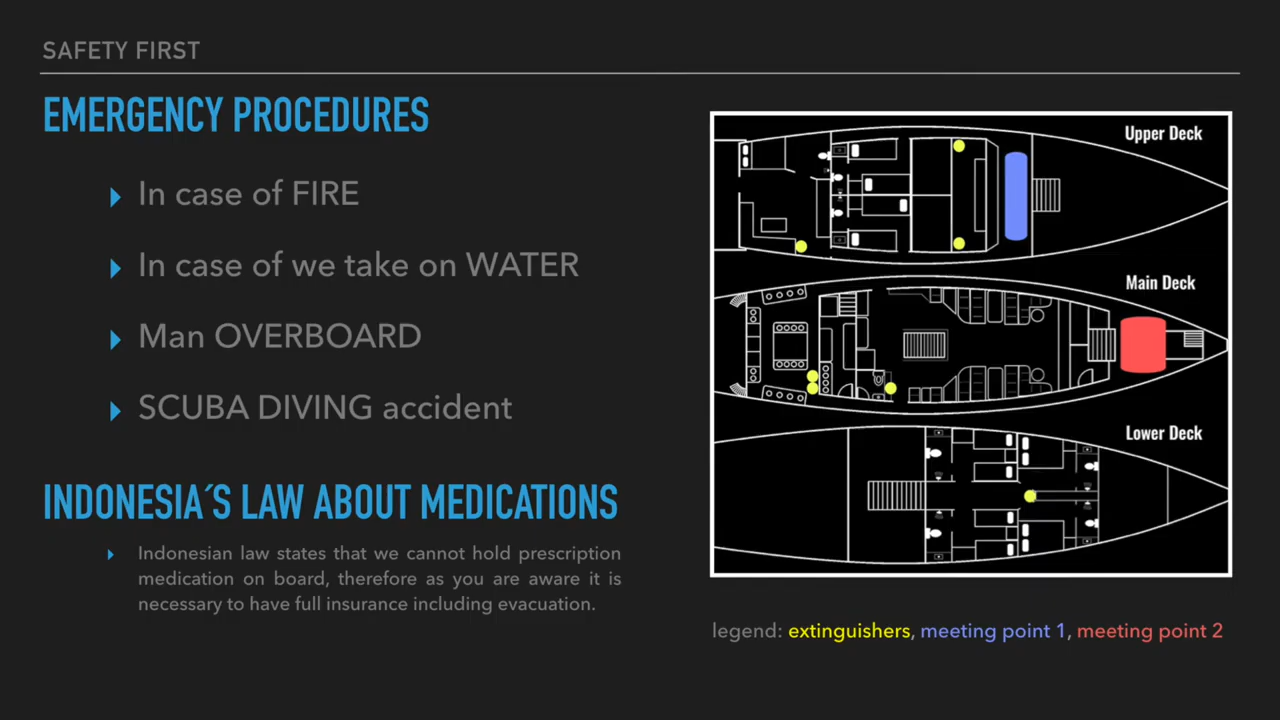 SAFETY FIRST
EMERGENCY PROCEDURES
In case of FIRE
In case of we take on WATER
Man OVERBOARD
SCUBA DIVING accident
INDONESIA´S LAW ABOUT MEDICATIONS
Indonesian law states that we cannot hold prescription
medication on board, therefore as you are aware it is
necessary to have full insurance including evacuation.
Upper Deck
Main Deck
Lower Deck
legend: extinguishers, meeting point 1, meeting point 2